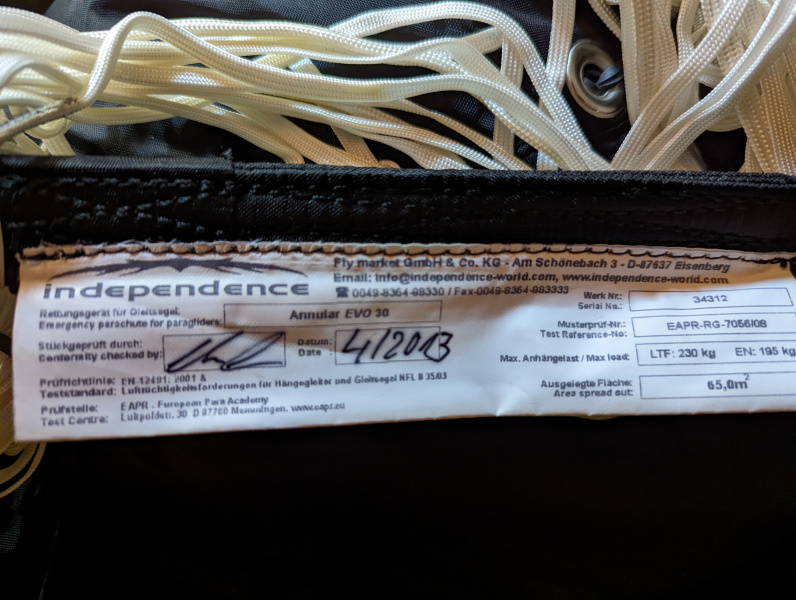 independence
Fly market GmbH & Co. KG - Am Schönebach 3 - D-87637 Eisenberg
Email: info@independence-world.com, www.independence-world.com
☎ 0049-8364-98330 / Fax-0049-8364-983333
Rettungsgerät für Gleitsegel:
Emergency parachute for paragliders:
Annular EVO 30
Werk Nr.:
Serial No.:
34312
Stückgeprüft durch:
Conformity checked by:
Datum:
Date :
4/2013
Musterprüf-Nr.:
Test Reference-No:
EAPR-RG-7056/08
Max. Anhängelast / Max load:
LTF: 230 kg EN: 195 kg
Prüfrichtlinie: EN 12491: 2001 &
Teststandard: Lufttüchtigkeitsforderungen für Hängegleiter und Gleitsegel NFL II 35/03
Ausgelegte Fläche:
Area spread out:
65,0m²
Prüfstelle: EAPR - European Para Academy
Test Centre: Lukpoldstr. 30 D 87700 Memmingen, www.eapr.eu